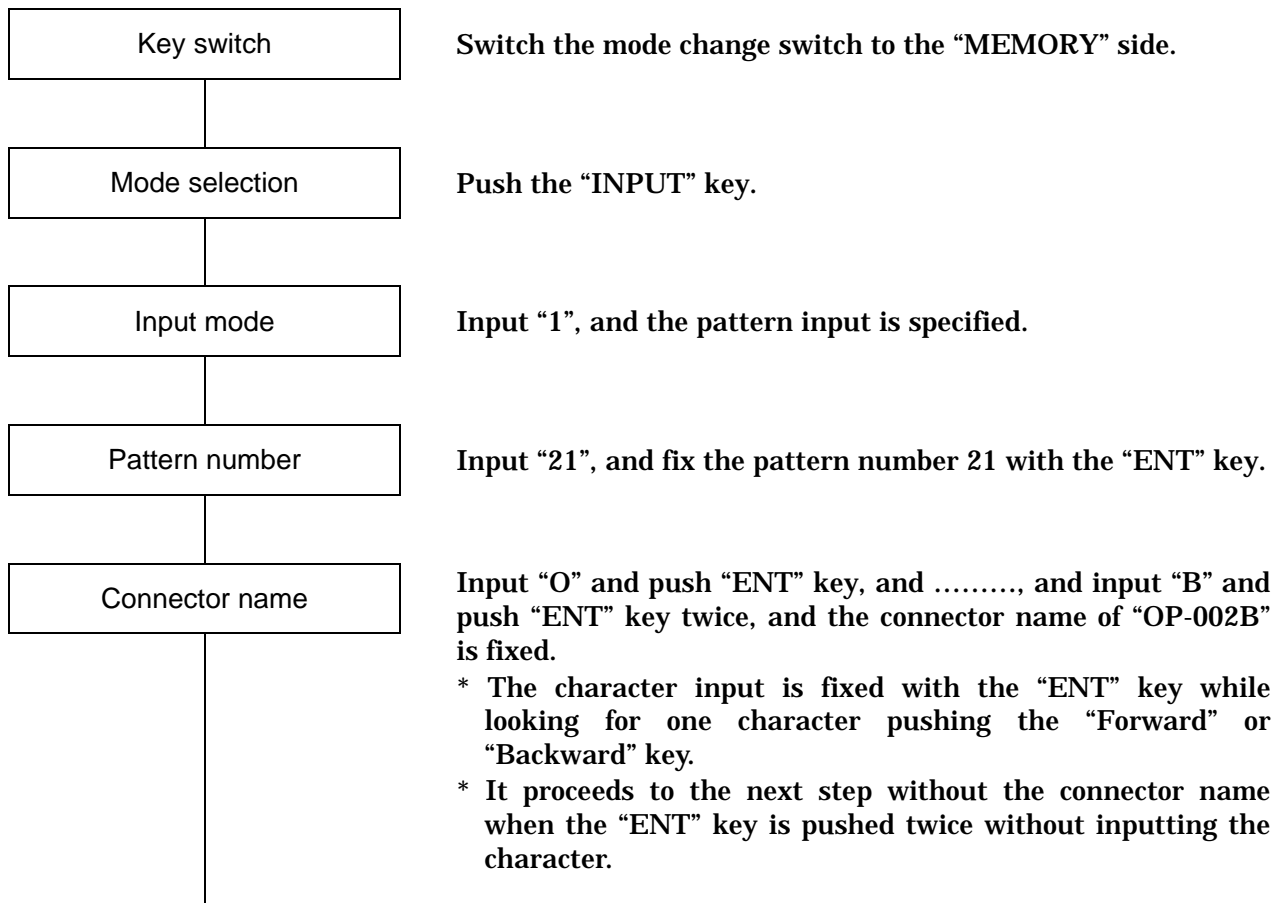 Key switch
Switch the mode change switch to the “MEMORY” side.
Mode selection
Push the “INPUT” key.
Input mode
Input “1”, and the pattern input is specified.
Pattern number
Input “21”, and fix the pattern number 21 with the “ENT” key.
Connector name
Input “O” and push “ENT” key, and ………, and input “B” and
push “ENT” key twice, and the connector name of “OP-002B”
is fixed.
* The character input is fixed with the “ENT” key while
looking for one character pushing the “Forward” or
“Backward” key.
* It proceeds to the next step without the connector name
when the “ENT” key is pushed twice without inputting the
character.